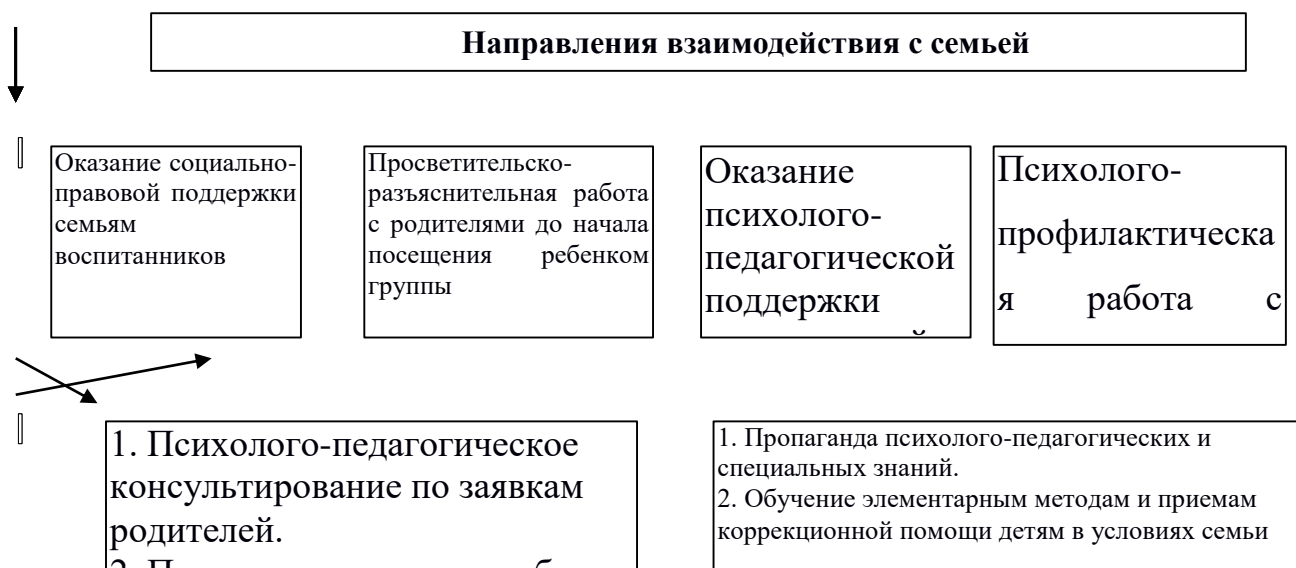 Направления взаимодействия с семьей
Оказание социально-
правовой поддержки
семьям
воспитанников
Просветительско-
разъяснительная работа
с родителями до начала
посещения ребенком
группы
Оказание
психолого-
педагогической
поддержки
Психолого-
профилактическа
я работа с
1. Психолого-педагогическое
консультирование по заявкам
родителей.
1. Пропаганда психолого-педагогических и
специальных знаний.
2. Обучение элементарным методам и приемам
коррекционной помощи детям в условиях семьи